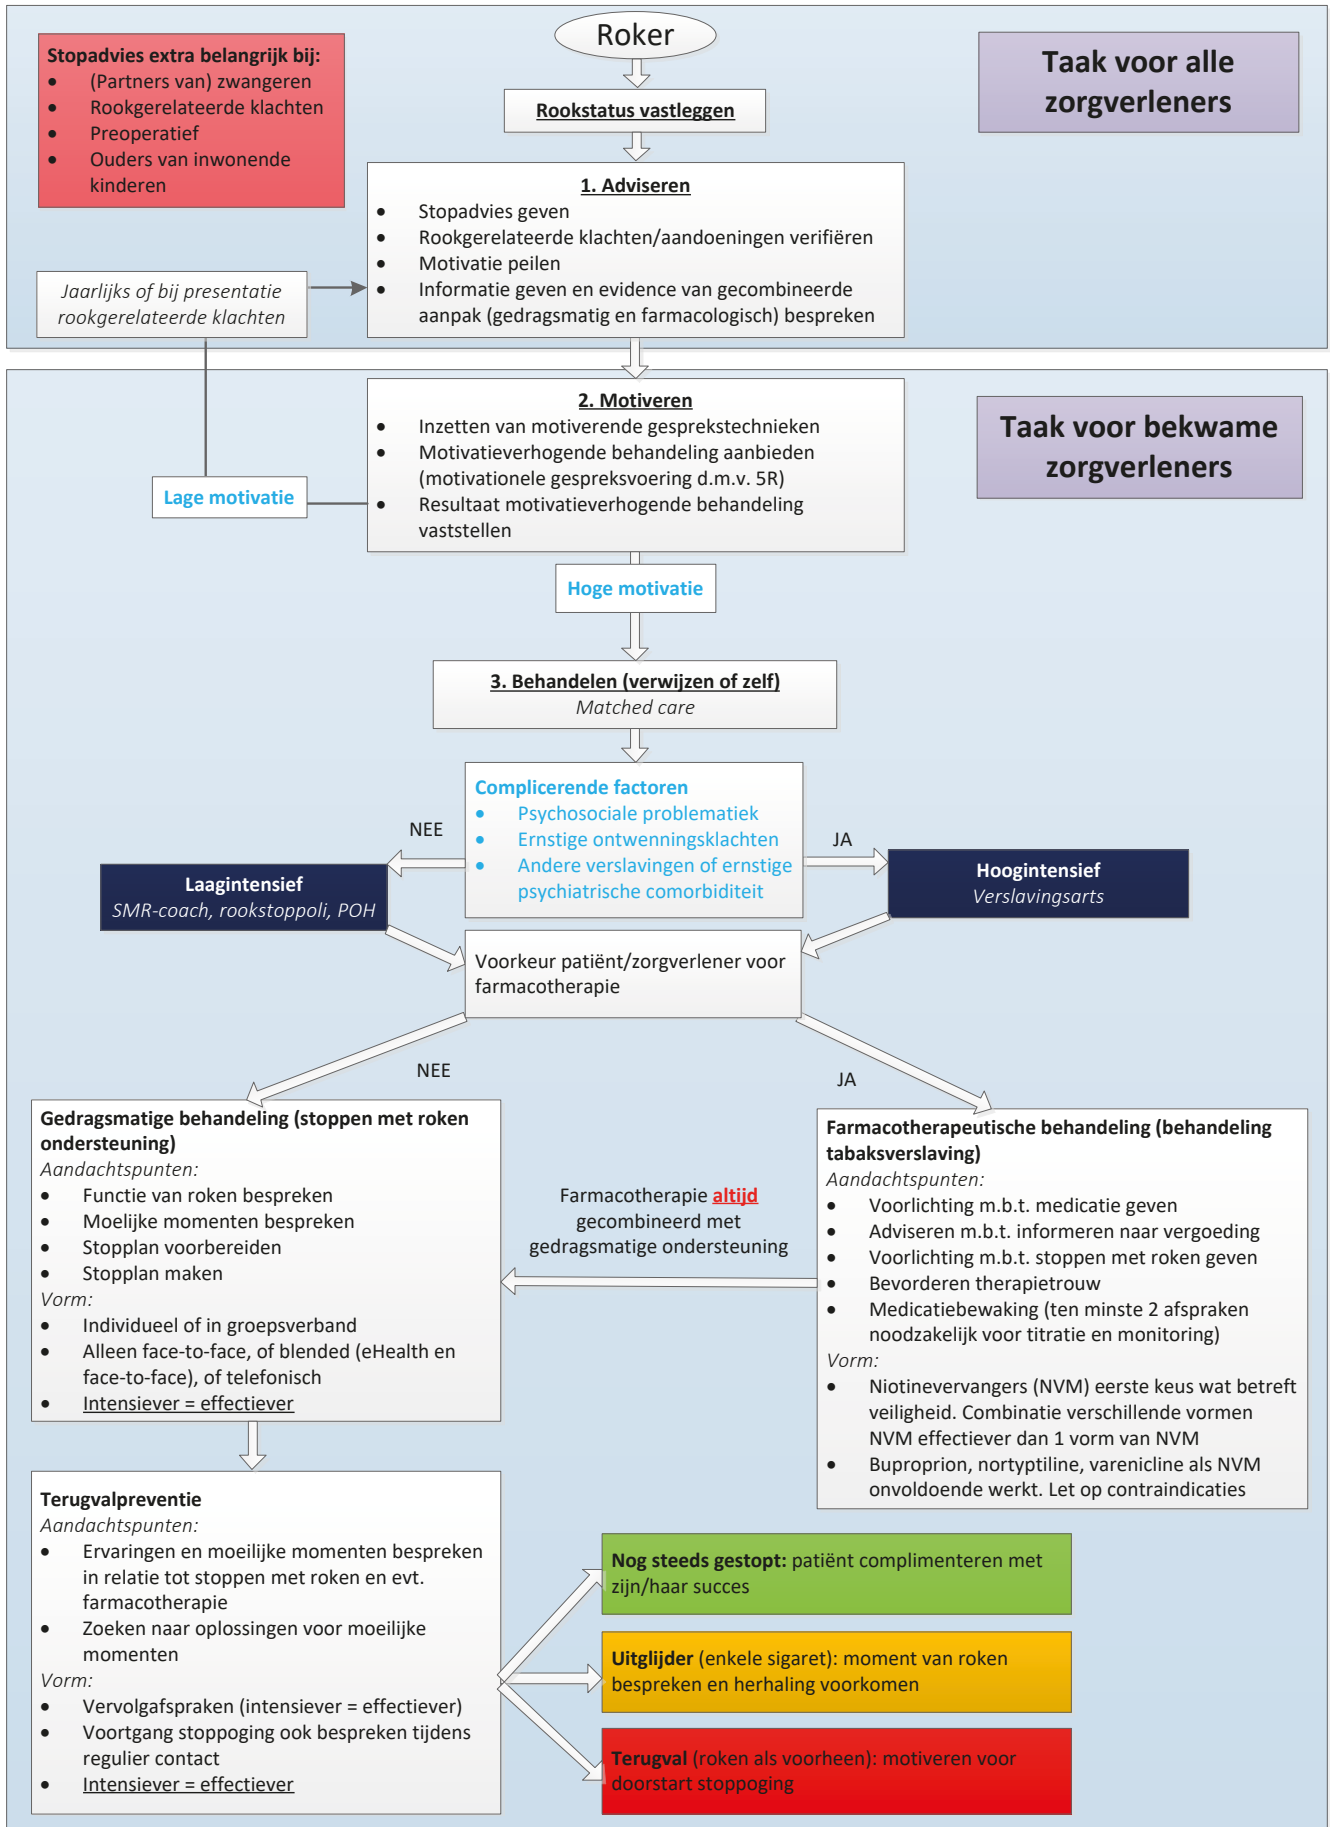 Roker
Stopadvies extra belangrijk bij:
• (Partners van) zwangeren
• Rookgerelateerde klachten
• Preoperatief
• Ouders van inwonende
kinderen
Taak voor alle
zorgverleners
Rookstatus vastleggen
1. Adviseren
• Stopadvies geven
• Rookgerelateerde klachten/aandoeningen verifiëren
• Motivatie peilen
• Informatie geven en evidence van gecombineerde
aanpak (gedragsmatig en farmacologisch) bespreken
Jaarlijks of bij presentatie
rookgerelateerde klachten
2. Motiveren
• Inzetten van motiverende gesprekstechnieken
• Motivatieverhogende behandeling aanbieden
(motivationele gespreksvoering d.m.v. 5R)
• Resultaat motivatieverhogende behandeling
vaststellen
Taak voor bekwame
zorgverleners
Lage motivatie
Hoge motivatie
3. Behandelen (verwijzen of zelf)
Matched care
Complicerende factoren
• Psychosociale problematiek
• Ernstige ontwenningsklachten
• Andere verslavingen of ernstige
psychiatrische comorbiditeit
NEE
JA
Laagintensief
SMR-coach, rookstoppoli, POH
Hoogintensief
Verslavingsarts
Voorkeur patiënt/zorgverlener voor
farmacotherapie
NEE
JA
Gedragsmatige behandeling (stoppen met roken
ondersteuning)
Aandachtspunten:
• Functie van roken bespreken
• Moelijke momenten bespreken
• Stopplan voorbereiden
• Stopplan maken
Vorm:
• Individueel of in groepsverband
• Alleen face-to-face, of blended (eHealth en
face-to-face), of telefonisch
• Intensiever = effectiever
Farmacotherapie altijd
gecombineerd met
gedragsmatige ondersteuning
Farmacotherapeutische behandeling (behandeling
tabaksverslaving)
Aandachtspunten:
• Voorlichting m.b.t. medicatie geven
• Adviseren m.b.t. informeren naar vergoeding
• Voorlichting m.b.t. stoppen met roken geven
• Bevorderen therapietrouw
• Medicatiebewaking (ten minste 2 afspraken
noodzakelijk voor titratie en monitoring)
Vorm:
• Niotinevervangers (NVM) eerste keus wat betreft
veiligheid. Combinatie verschillende vormen
NVM effectiever dan 1 vorm van NVM
• Buproprion, nortyptiline, varenicline als NVM
onvoldoende werkt. Let op contraindicaties
Terugvalpreventie
Aandachtspunten:
• Ervaringen en moeilijke momenten bespreken
in relatie tot stoppen met roken en evt.
farmacotherapie
• Zoeken naar oplossingen voor moeilijke
momenten
Vorm:
• Vervolgafspraken (intensiever = effectiever)
• Voortgang stoppoging ook bespreken tijdens
regulier contact
• Intensiever = effectiever
Nog steeds gestopt: patiënt complimenteren met
zijn/haar succes
Uitglijder (enkele sigaret): moment van roken
bespreken en herhaling voorkomen
Terugval (roken als voorheen): motiveren voor
doorstart stoppoging